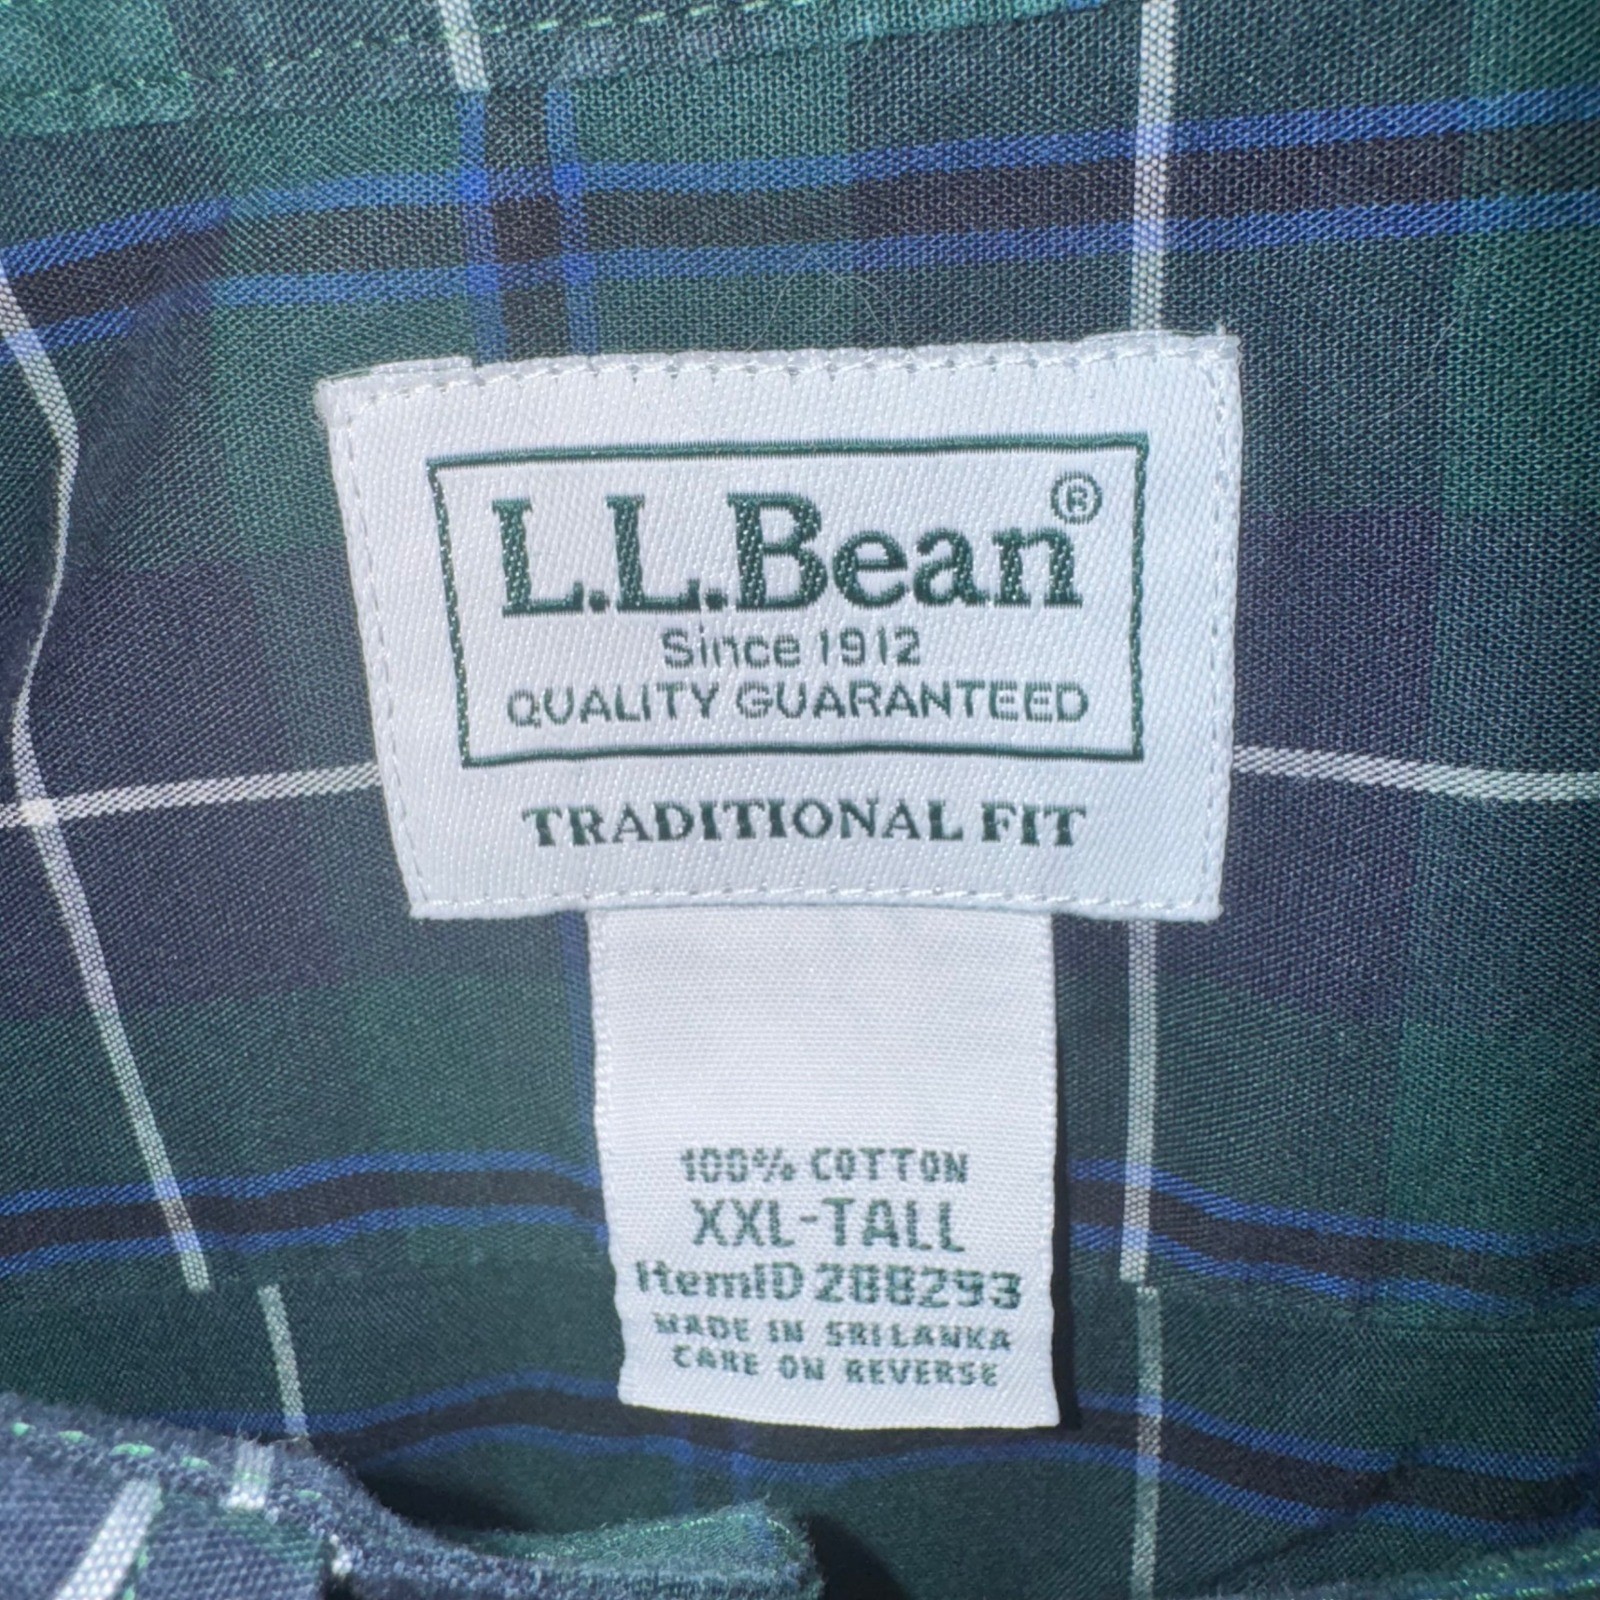 L.L.Bean®
Since 1912
QUALITY GUARANTEED
TRADITIONAL FIT
100% COTTON
XXL-TALL
ItemID 288293
MADE IN SRI LANKA
CARE ON REVERSE